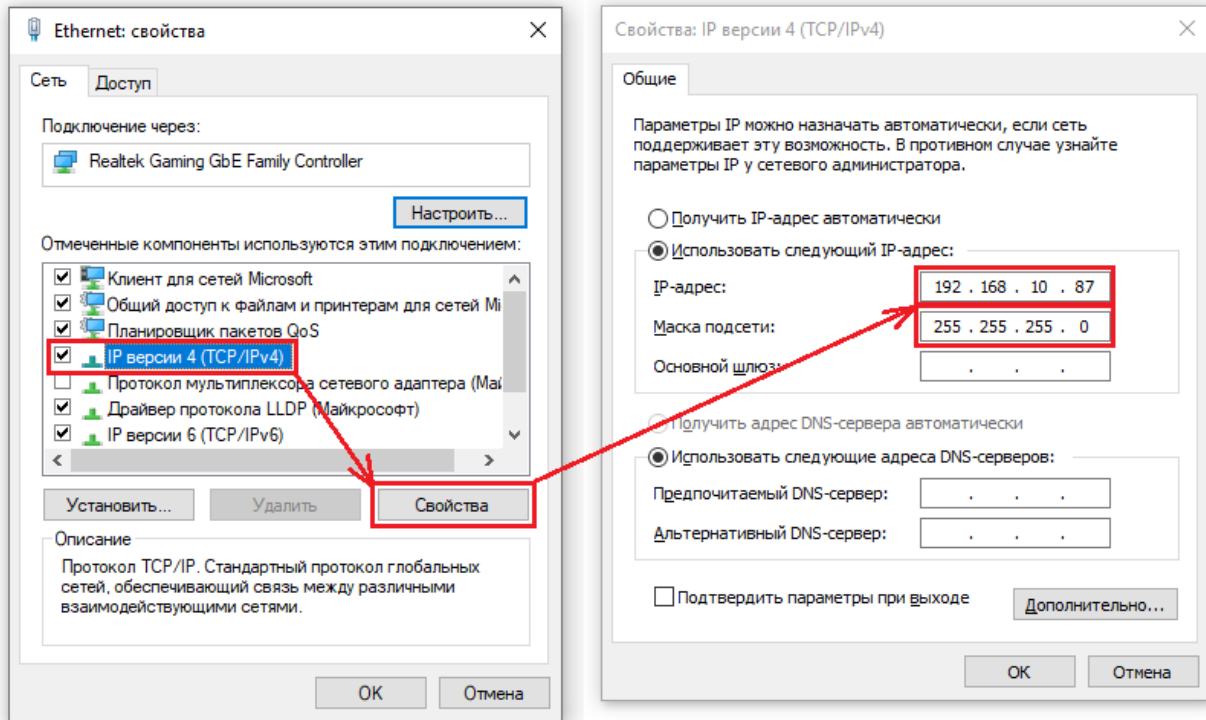 Ethernet: свойства
Сеть
Доступ
Подключение через:
Realtek Gaming GbE Family Controller
Настроить...
Отмеченные компоненты используются этим подключением:
Клиент для сетей Microsoft
Общий доступ к файлам и принтерам для сетей Mi
Планировщик пакетов QoS
IP версии 4 (TCP/IPv4)
Протокол мультиплексора сетевого адаптера (Май
Драйвер протокола LLDP (Майкрософт)
IP версии 6 (TCP/IPv6)
Установить...
Удалить
Свойства
Описание
Протокол TCP/IP. Стандартный протокол глобальных
сетей, обеспечивающий связь между различными
взаимодействующими сетями.
OK
Отмена
Свойства: IP версии 4 (TCP/IPv4)
Общие
Параметры IP можно назначать автоматически, если сеть
поддерживает эту возможность. В противном случае узнайте
параметры IP у сетевого администратора.
Получить IP-адрес автоматически
Использовать следующий IP-адрес:
IP-адрес:
192 . 168 . 10 . 87
Маска подсети:
255 . 255 . 255 . 0
Основной шлюз:
. . .
Получить адрес DNS-сервера автоматически
Использовать следующие адреса DNS-серверов:
Предпочитаемый DNS-сервер:
. . .
Альтернативный DNS-сервер:
. . .
Подтвердить параметры при выходе
Дополнительно...
OK
Отмена